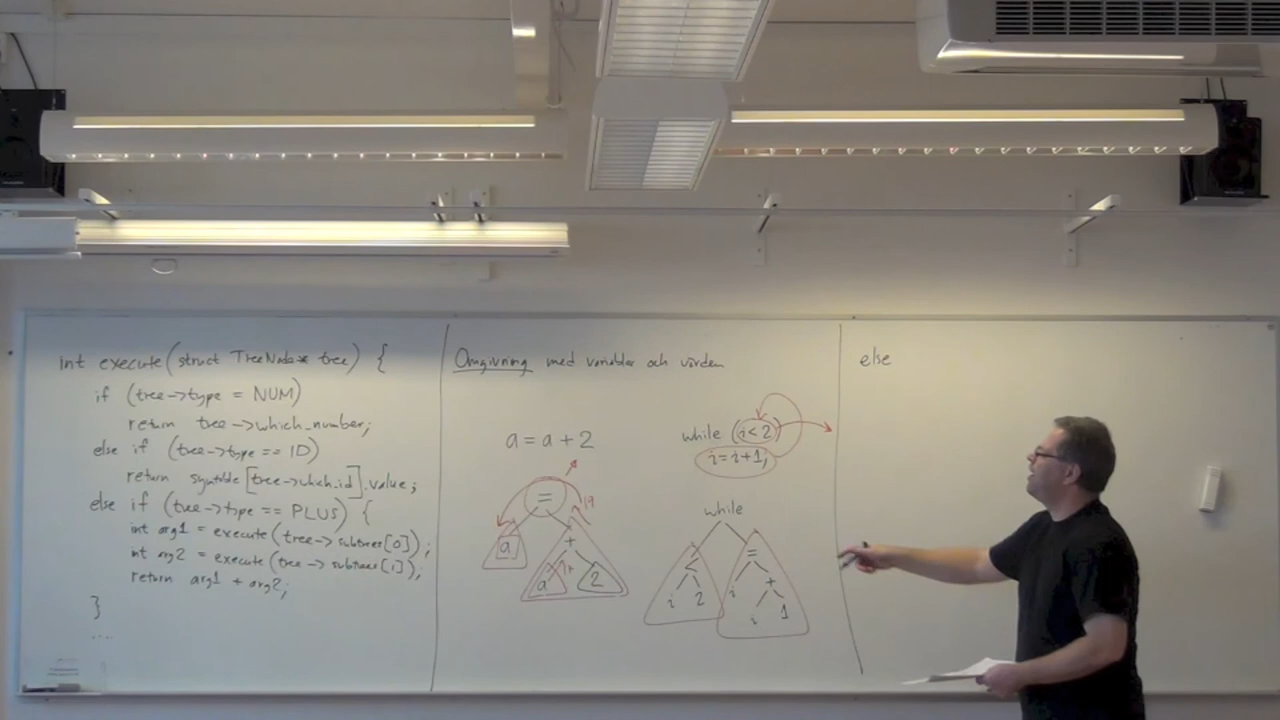 int execute(struct TreeNode* tree) {
if (tree->type = NUM)
return tree->which_number;
else if (tree->type == ID)
return symtable[tree->which_id].value;
else if (tree->type == PLUS) {
int arg1 = execute(tree->subtrees[0]);
int arg2 = execute(tree->subtrees[1]);
return arg1 + arg2;
}
....
Omgivning med variabler och värden
a = a + 2
=
19
a
+
a
17
2
while (i < 2)
i = i + 1;
while
<
=
i
2
i
+
i
1
else